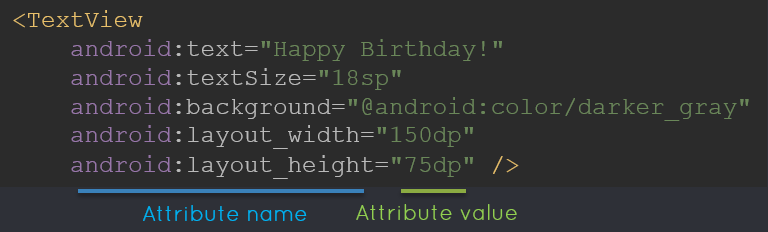 <TextView
android:text="Happy Birthday!"
android:textSize="18sp"
android:background="@android:color/darker_gray"
android:layout_width="150dp"
android:layout_height="75dp" />
Attribute name Attribute value